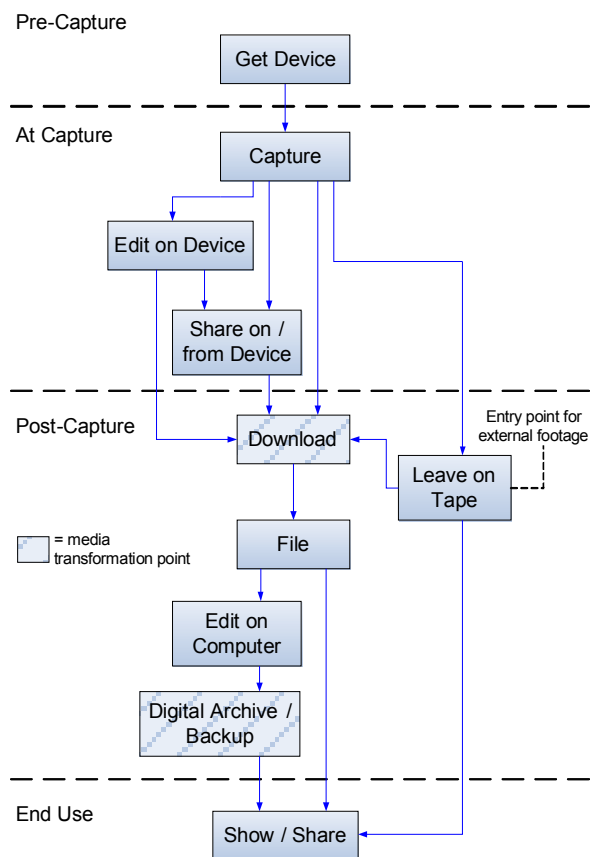 Pre-Capture
Get Device
At Capture
Capture
Edit on Device
Share on /
from Device
Post-Capture
Download
Entry point for
external footage
Leave on
Tape
= media
transformation point
File
Edit on
Computer
Digital Archive /
Backup
End Use
Show / Share